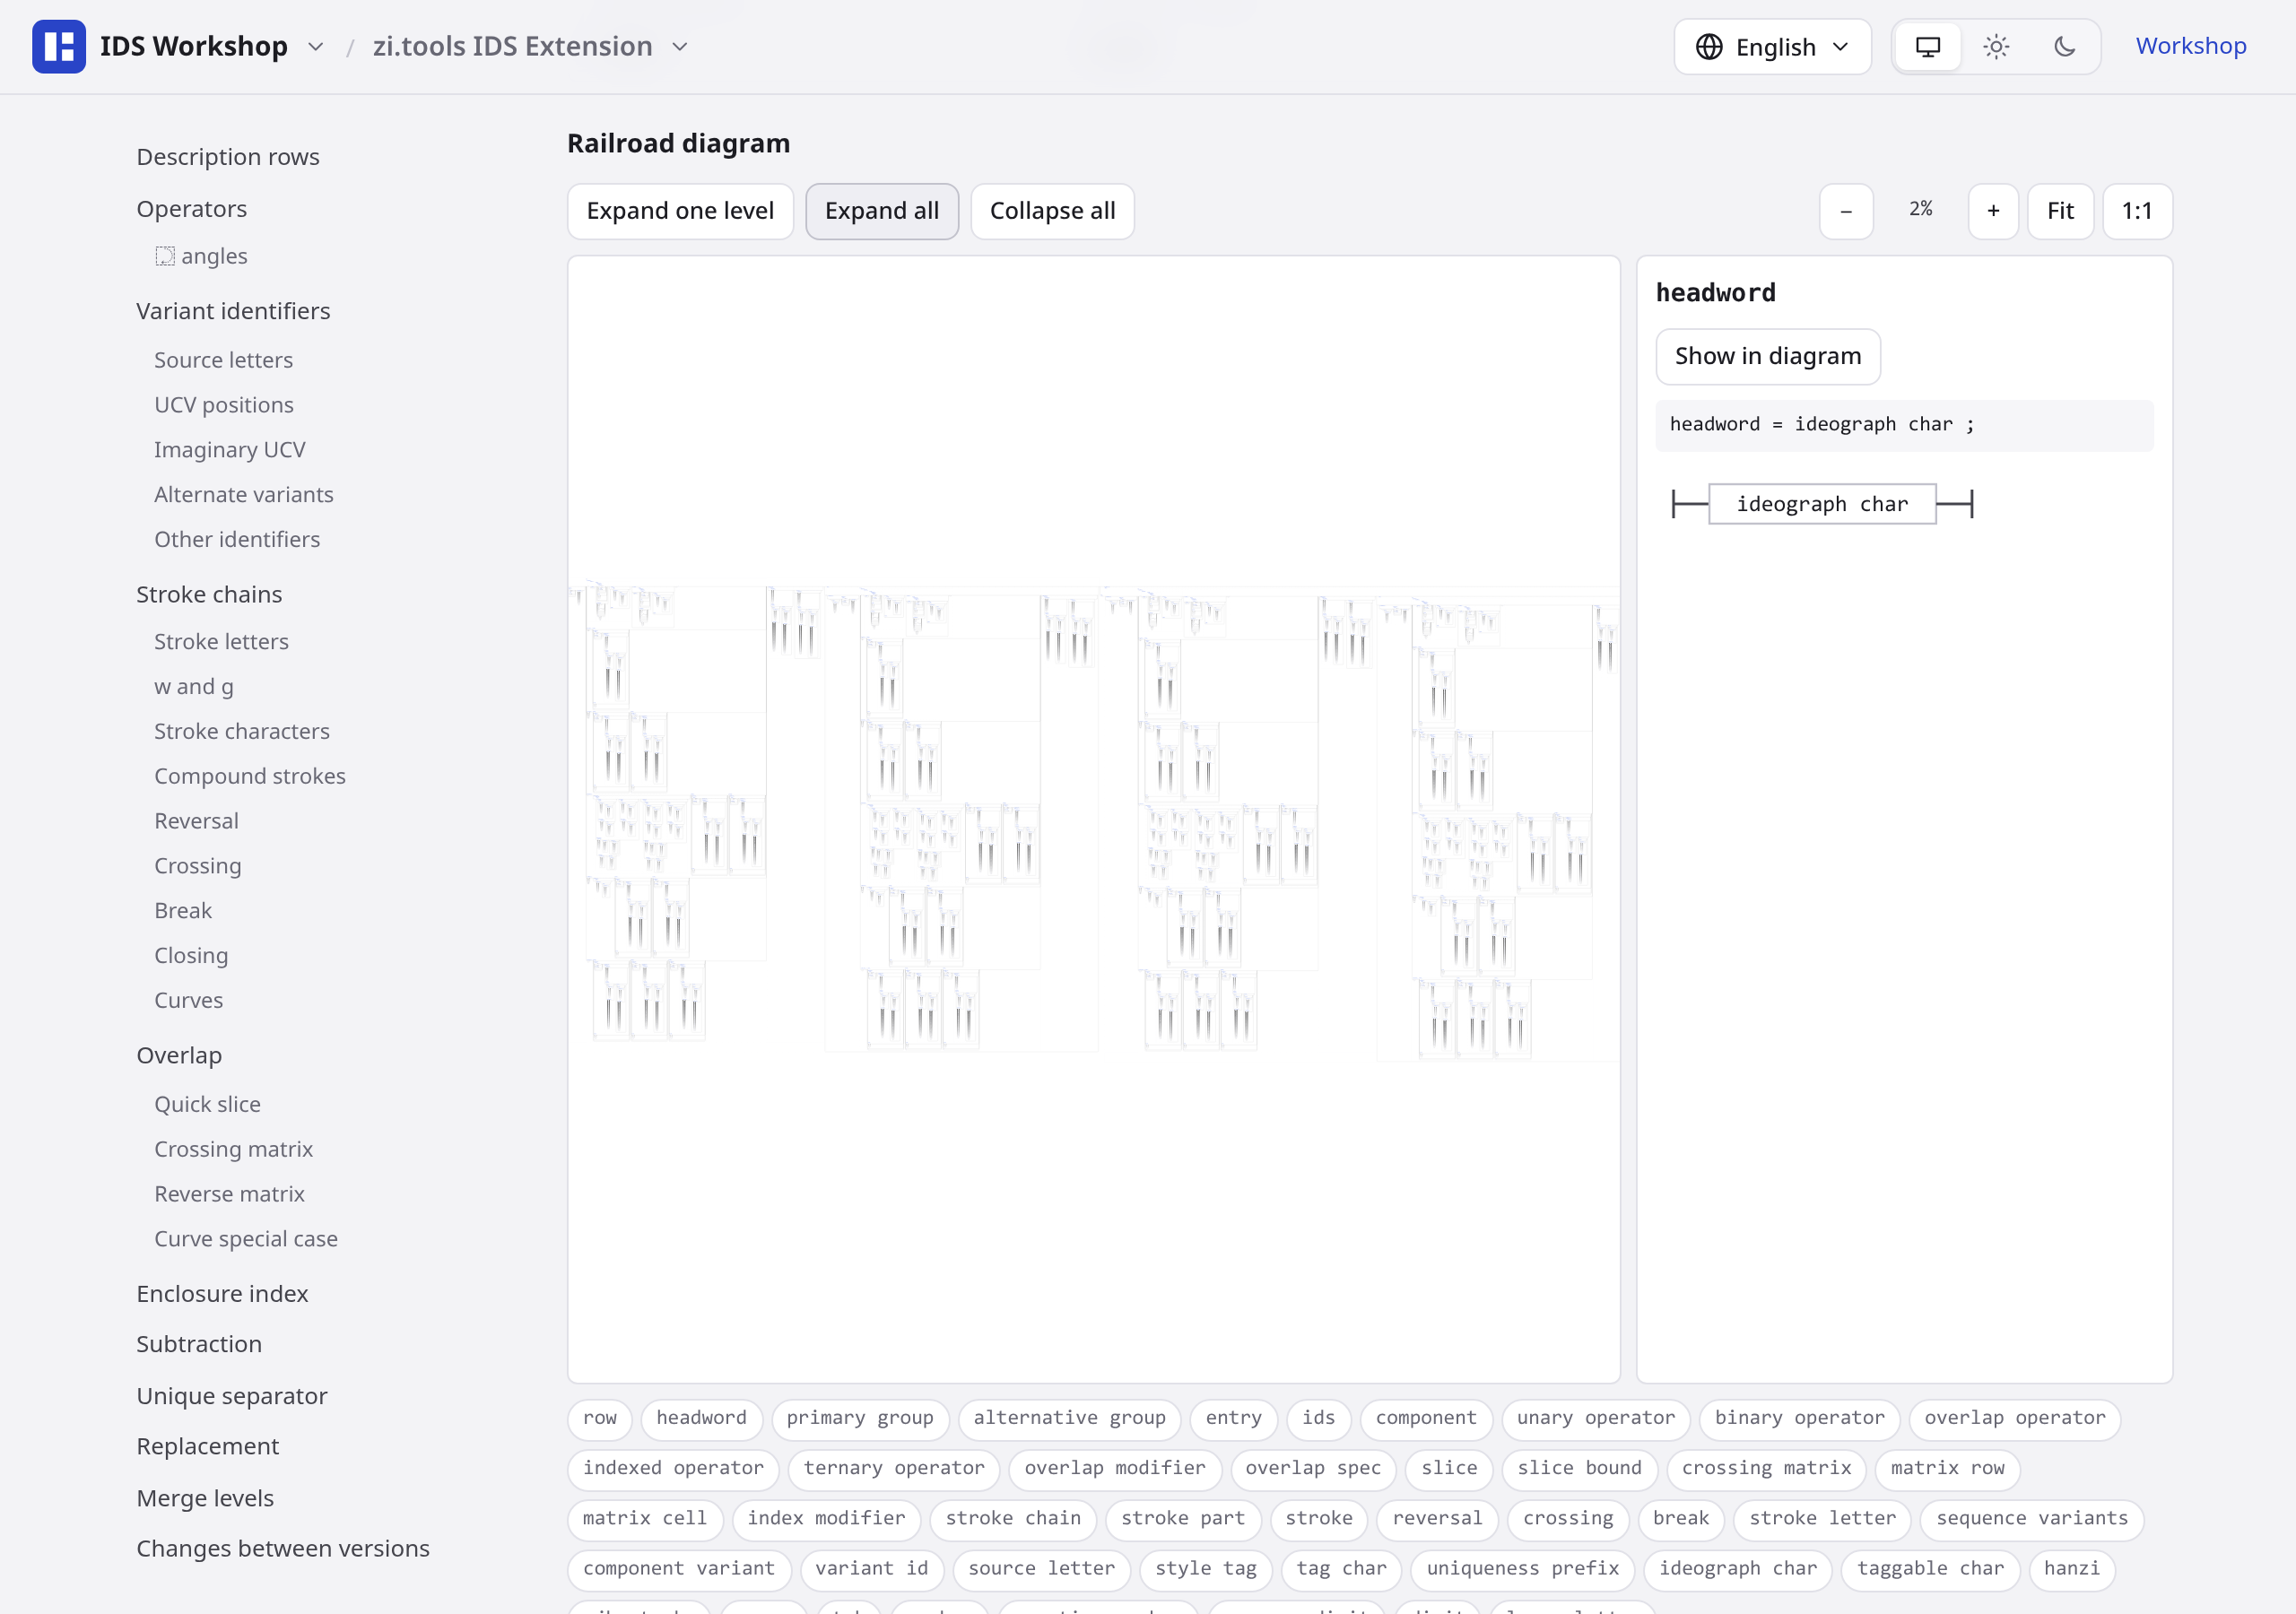 IDS Workshop / zi.tools IDS Extension English Workshop
Description rows
Operators
angles
Variant identifiers
Source letters
UCV positions
Imaginary UCV
Alternate variants
Other identifiers
Stroke chains
Stroke letters
w and g
Stroke characters
Compound strokes
Reversal
Crossing
Break
Closing
Curves
Overlap
Quick slice
Crossing matrix
Reverse matrix
Curve special case
Enclosure index
Subtraction
Unique separator
Replacement
Merge levels
Changes between versions
Railroad diagram
Expand one level Expand all Collapse all – 2% + Fit 1:1
headword
Show in diagram
headword = ideograph char ;
ideograph char
row headword primary group alternative group entry ids component unary operator binary operator overlap operator
indexed operator ternary operator overlap modifier overlap spec slice slice bound crossing matrix matrix row
matrix cell index modifier stroke chain stroke part stroke reversal crossing break stroke letter sequence variants
component variant variant id source letter style tag tag char uniqueness prefix ideograph char taggable char hanzi